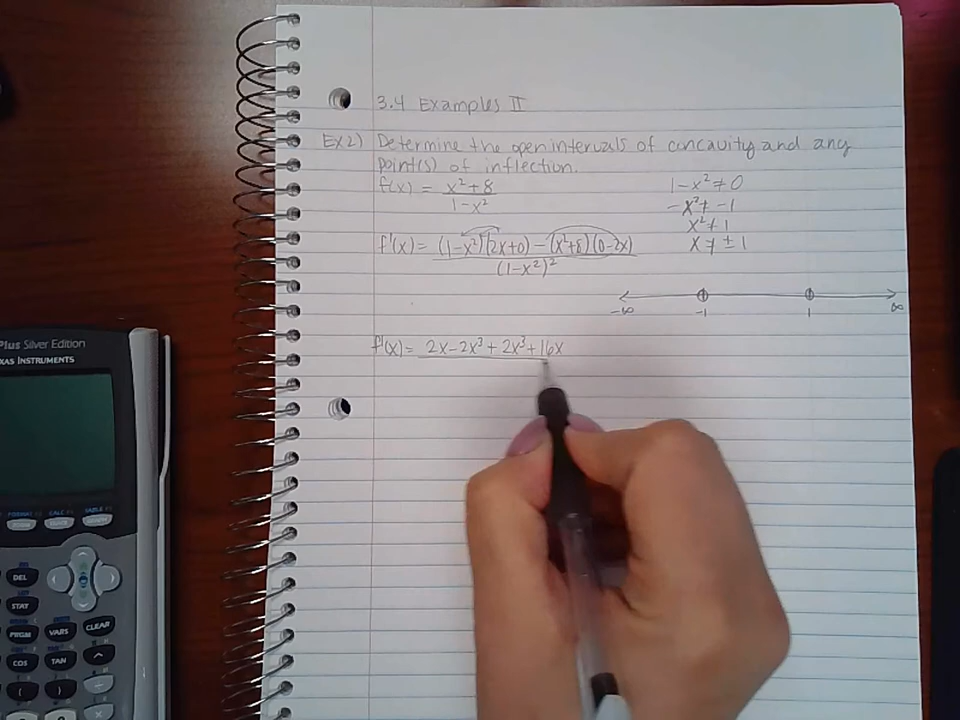 3.4 Examples II
EX2) Determine the open intervals of concavity and any
point(s) of inflection.
f(x) = x²+8 / 1-x²
f'(x) = (1-x²)(2x+0) - (x²+8)(0-2x) / (1-x²)²
f'(x) = 2x-2x³+2x³+16x
1-x²≠0
-x²≠-1
x²≠1
x≠±1
-∞ -1 1 ∞
Plus Silver Edition
TEXAS INSTRUMENTS
DEL
STAT
PRGM VARS CLEAR
COS TAN ^
( )